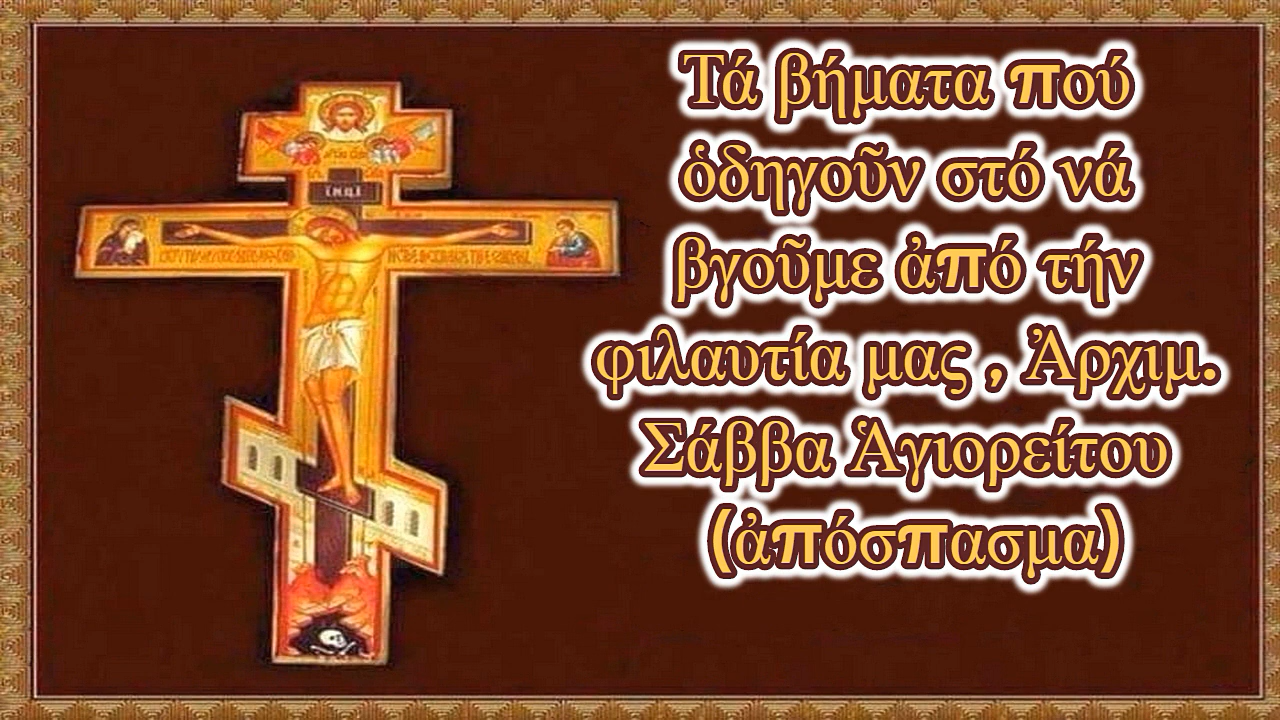 Τά βήματα πού
ὁδηγοῦν στό νά
βγοῦμε ἀπό τήν
φιλαυτία μας , Ἀρχιμ.
Σάββα Ἁγιορείτου
(ἀπόσπασμα)